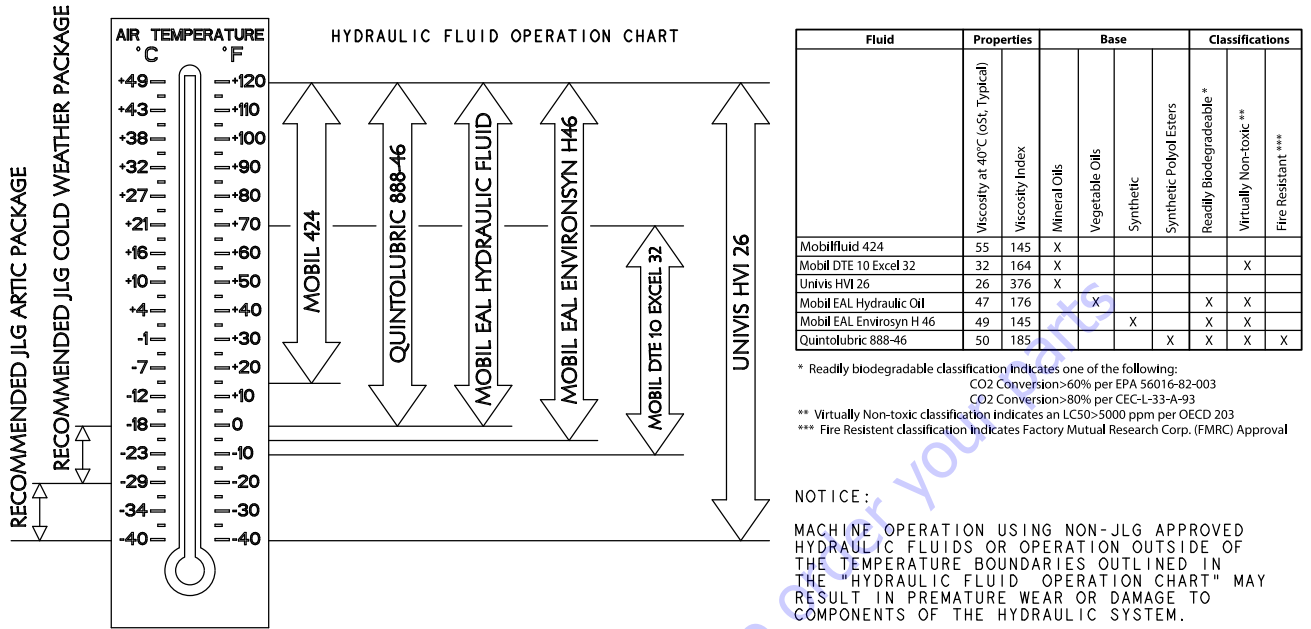 RECOMMENDED JLG ARTIC PACKAGE
RECOMMENDED JLG COLD WEATHER PACKAGE
AIR TEMPERATURE
°C °F
+49 +120
+43 +110
+38 +100
+32 +90
+27 +80
+21 +70
+16 +60
+10 +50
+4 +40
-1 +30
-7 +20
-12 +10
-18 0
-23 -10
-29 -20
-34 -30
-40 -40
HYDRAULIC FLUID OPERATION CHART
MOBIL 424
QUINTOLUBRIC 888-46
MOBIL EAL HYDRAULIC FLUID
MOBIL EAL ENVIRONSYN H46
MOBIL DTE 10 EXCEL 32
UNIVIS HVI 26
Fluid Properties Base Classifications
Viscosity at 40°C (oSt, Typical)
Viscosity Index
Mineral Oils
Vegetable Oils
Synthetic
Synthetic Polyol Esters
Readily Biodegradeable *
Virtually Non-toxic **
Fire Resistant ***
Mobilfluid 424 55 145 X
Mobil DTE 10 Excel 32 32 164 X X
Univis HVI 26 26 376 X
Mobil EAL Hydraulic Oil 47 176 X X X
Mobil EAL Envirosyn H 46 49 145 X X X
Quintolubric 888-46 50 185 X X X X
* Readily biodegradable classification indicates one of the following:
CO2 Conversion>60% per EPA 56016-82-003
CO2 Conversion>80% per CEC-L-33-A-93
** Virtually Non-toxic classification indicates an LC50>5000 ppm per OECD 203
*** Fire Resistent classification indicates Factory Mutual Research Corp. (FMRC) Approval
NOTICE:
MACHINE OPERATION USING NON-JLG APPROVED
HYDRAULIC FLUIDS OR OPERATION OUTSIDE OF
THE TEMPERATURE BOUNDARIES OUTLINED IN
THE "HYDRAULIC FLUID OPERATION CHART" MAY
RESULT IN PREMATURE WEAR OR DAMAGE TO
COMPONENTS OF THE HYDRAULIC SYSTEM.
order your parts